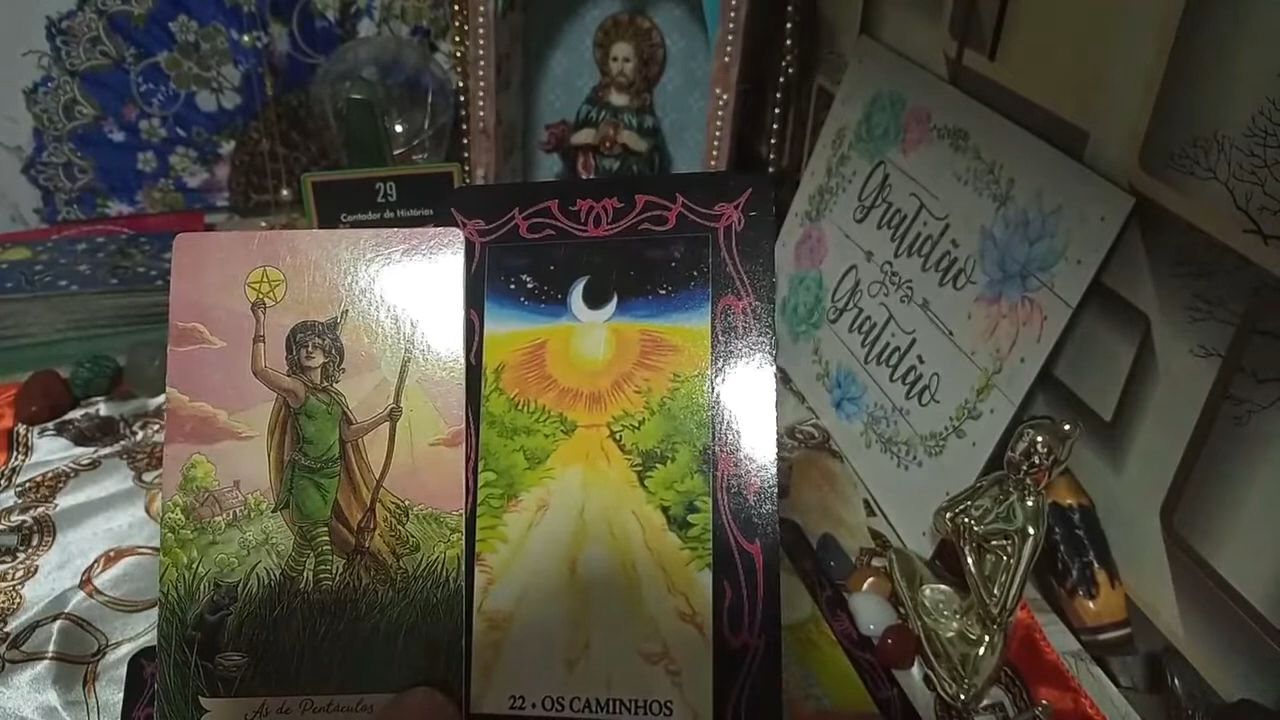 29
Contador de Histórias
Gratidão
gera
Gratidão
Ás de Pentáculos
22 • OS CAMINHOS